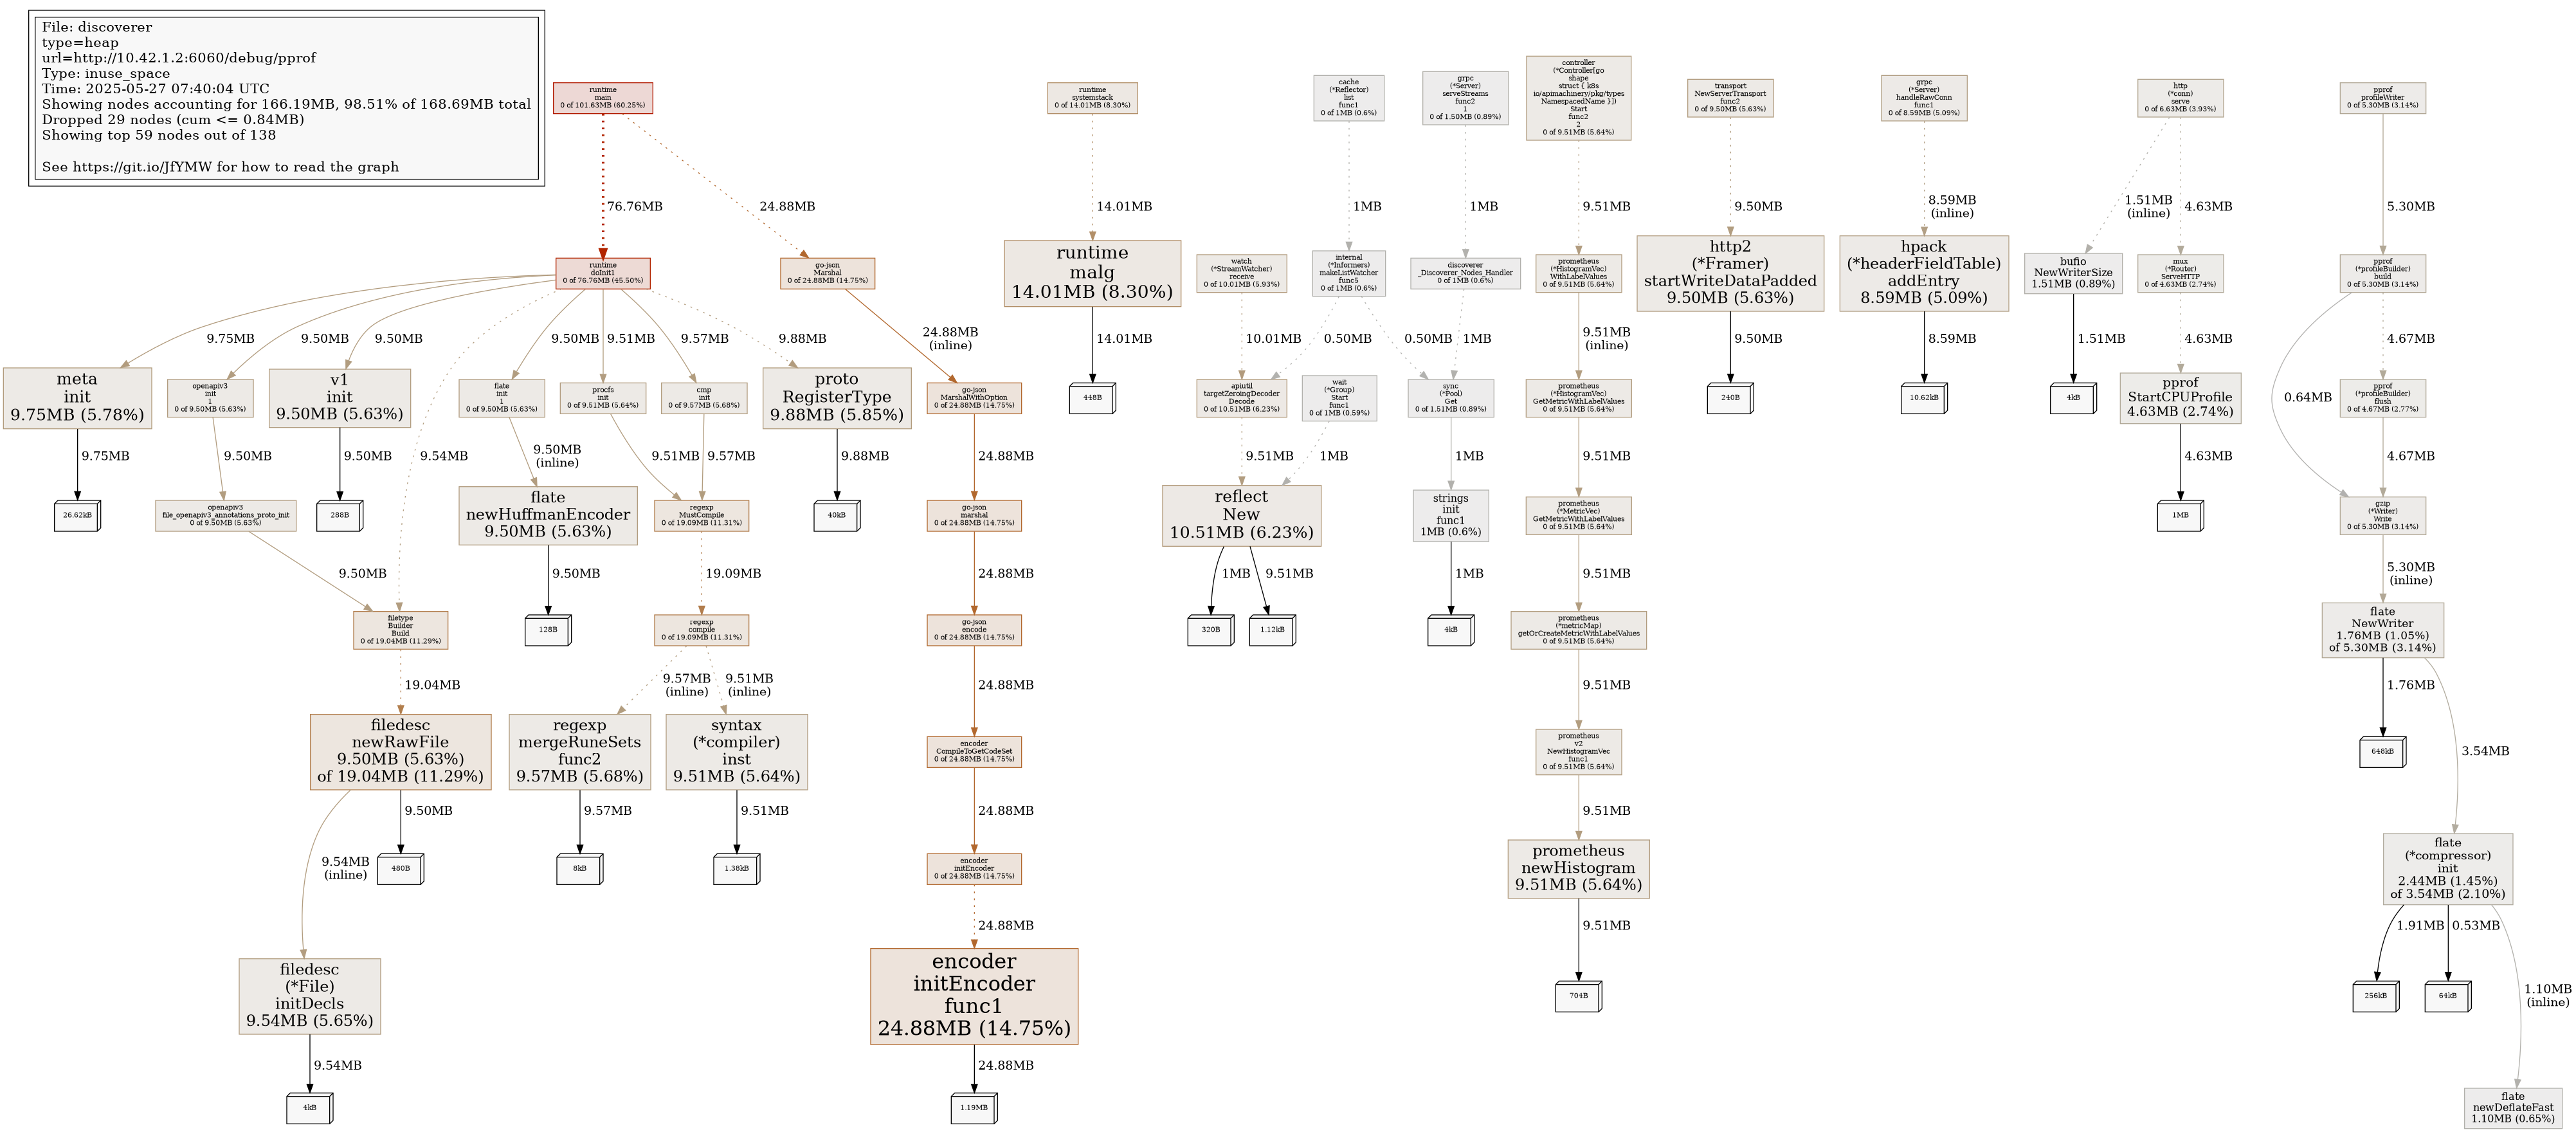 File: discoverer
type=heap
url=http://10.42.1.2:6060/debug/pprof
Type: inuse_space
Time: 2025-05-27 07:40:04 UTC
Showing nodes accounting for 166.19MB, 98.51% of 168.69MB total
Dropped 29 nodes (cum <= 0.84MB)
Showing top 59 nodes out of 138
See https://git.io/JfYMW for how to read the graph
runtime
main
0 of 101.63MB (60.25%)
runtime
systemstack
0 of 14.01MB (8.30%)
cache
(*Reflector)
list
func1
0 of 1MB (0.6%)
grpc
(*Server)
serveStreams
func2
1
0 of 1.50MB (0.89%)
controller
(*Controller[go
shape
struct { k8s
io/apimachinery/pkg/types
NamespacedName }])
Start
func2
2
0 of 9.51MB (5.64%)
transport
NewServerTransport
func2
0 of 9.50MB (5.63%)
grpc
(*Server)
handleRawConn
func1
0 of 8.59MB (5.09%)
http
(*conn)
serve
0 of 6.63MB (3.93%)
pprof
profileWriter
0 of 5.30MB (3.14%)
76.76MB
24.88MB
14.01MB
1MB
1MB
9.51MB
9.50MB
8.59MB
(inline)
1.51MB
(inline)
4.63MB
5.30MB
runtime
doInit1
0 of 76.76MB (45.50%)
go-json
Marshal
0 of 24.88MB (14.75%)
runtime
malg
14.01MB (8.30%)
watch
(*StreamWatcher)
receive
0 of 10.01MB (5.93%)
internal
(*Informers)
makeListWatcher
func5
0 of 1MB (0.6%)
discoverer
_Discoverer_Nodes_Handler
0 of 1MB (0.6%)
prometheus
(*HistogramVec)
WithLabelValues
0 of 9.51MB (5.64%)
http2
(*Framer)
startWriteDataPadded
9.50MB (5.63%)
hpack
(*headerFieldTable)
addEntry
8.59MB (5.09%)
bufio
NewWriterSize
1.51MB (0.89%)
mux
(*Router)
ServeHTTP
0 of 4.63MB (2.74%)
pprof
(*profileBuilder)
build
0 of 5.30MB (3.14%)
9.75MB
9.50MB
9.50MB
9.54MB
9.50MB
9.51MB
9.57MB
9.88MB
24.88MB
(inline)
14.01MB
10.01MB
0.50MB
0.50MB
1MB
9.51MB
(inline)
9.50MB
8.59MB
1.51MB
4.63MB
0.64MB
4.67MB
meta
init
9.75MB (5.78%)
openapiv3
init
1
0 of 9.50MB (5.63%)
v1
init
9.50MB (5.63%)
flate
init
1
0 of 9.50MB (5.63%)
procfs
init
0 of 9.51MB (5.64%)
cmp
init
0 of 9.57MB (5.68%)
proto
RegisterType
9.88MB (5.85%)
go-json
MarshalWithOption
0 of 24.88MB (14.75%)
448B
apiutil
targetZeroingDecoder
Decode
0 of 10.51MB (6.23%)
wait
(*Group)
Start
func1
0 of 1MB (0.59%)
sync
(*Pool)
Get
0 of 1.51MB (0.89%)
prometheus
(*HistogramVec)
GetMetricWithLabelValues
0 of 9.51MB (5.64%)
240B
10.62kB
4kB
pprof
StartCPUProfile
4.63MB (2.74%)
pprof
(*profileBuilder)
flush
0 of 4.67MB (2.77%)
9.75MB
9.50MB
9.50MB
9.50MB
(inline)
9.51MB
9.57MB
9.88MB
24.88MB
9.51MB
1MB
1MB
9.51MB
4.63MB
4.67MB
26.62kB
openapiv3
file_openapiv3_annotations_proto_init
0 of 9.50MB (5.63%)
288B
flate
newHuffmanEncoder
9.50MB (5.63%)
regexp
MustCompile
0 of 19.09MB (11.31%)
40kB
go-json
marshal
0 of 24.88MB (14.75%)
reflect
New
10.51MB (6.23%)
strings
init
func1
1MB (0.6%)
prometheus
(*MetricVec)
GetMetricWithLabelValues
0 of 9.51MB (5.64%)
1MB
gzip
(*Writer)
Write
0 of 5.30MB (3.14%)
9.50MB
9.50MB
19.09MB
24.88MB
1MB
9.51MB
1MB
9.51MB
5.30MB
(inline)
filetype
Builder
Build
0 of 19.04MB (11.29%)
128B
regexp
compile
0 of 19.09MB (11.31%)
go-json
encode
0 of 24.88MB (14.75%)
320B
1.12kB
4kB
prometheus
(*metricMap)
getOrCreateMetricWithLabelValues
0 of 9.51MB (5.64%)
flate
NewWriter
1.76MB (1.05%)
of 5.30MB (3.14%)
19.04MB
9.57MB
(inline)
9.51MB
(inline)
24.88MB
9.51MB
1.76MB
3.54MB
filedesc
newRawFile
9.50MB (5.63%)
of 19.04MB (11.29%)
regexp
mergeRuneSets
func2
9.57MB (5.68%)
syntax
(*compiler)
inst
9.51MB (5.64%)
encoder
CompileToGetCodeSet
0 of 24.88MB (14.75%)
prometheus
v2
NewHistogramVec
func1
0 of 9.51MB (5.64%)
648kB
9.54MB
(inline)
9.50MB
9.57MB
9.51MB
24.88MB
9.51MB
480B
8kB
1.38kB
encoder
initEncoder
0 of 24.88MB (14.75%)
prometheus
newHistogram
9.51MB (5.64%)
flate
(*compressor)
init
2.44MB (1.45%)
of 3.54MB (2.10%)
24.88MB
9.51MB
1.91MB
0.53MB
1.10MB
(inline)
filedesc
(*File)
initDecls
9.54MB (5.65%)
encoder
initEncoder
func1
24.88MB (14.75%)
704B
256kB
64kB
9.54MB
24.88MB
4kB
1.19MB
flate
newDeflateFast
1.10MB (0.65%)